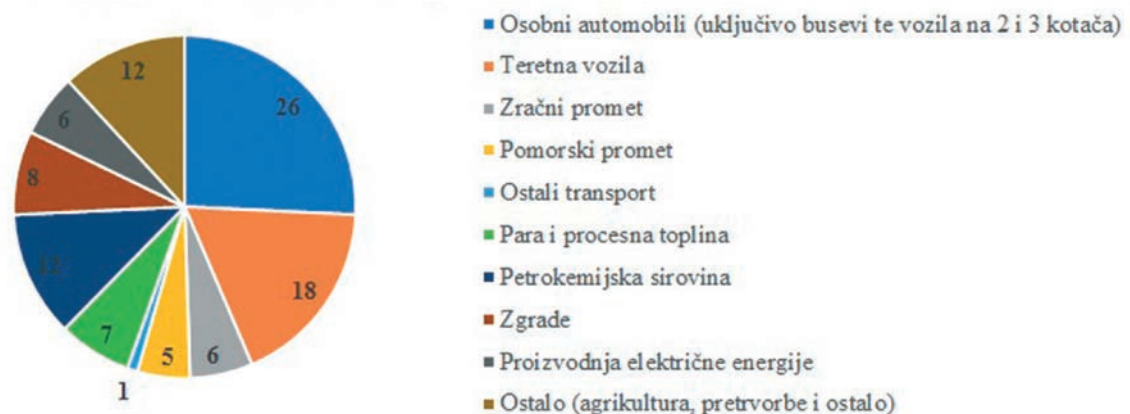 Osobni automobili (uključivo busevi te vozila na 2 i 3 kotača)
Teretna vozila
Zračni promet
Pomorski promet
Ostali transport
Para i procesna toplina
Petrokemijska sirovina
Zgrade
Proizvodnja električne energije
Ostalo (agrikultura, pretrvorbe i ostalo)
26
18
6
5
1
7
12
8
6
12